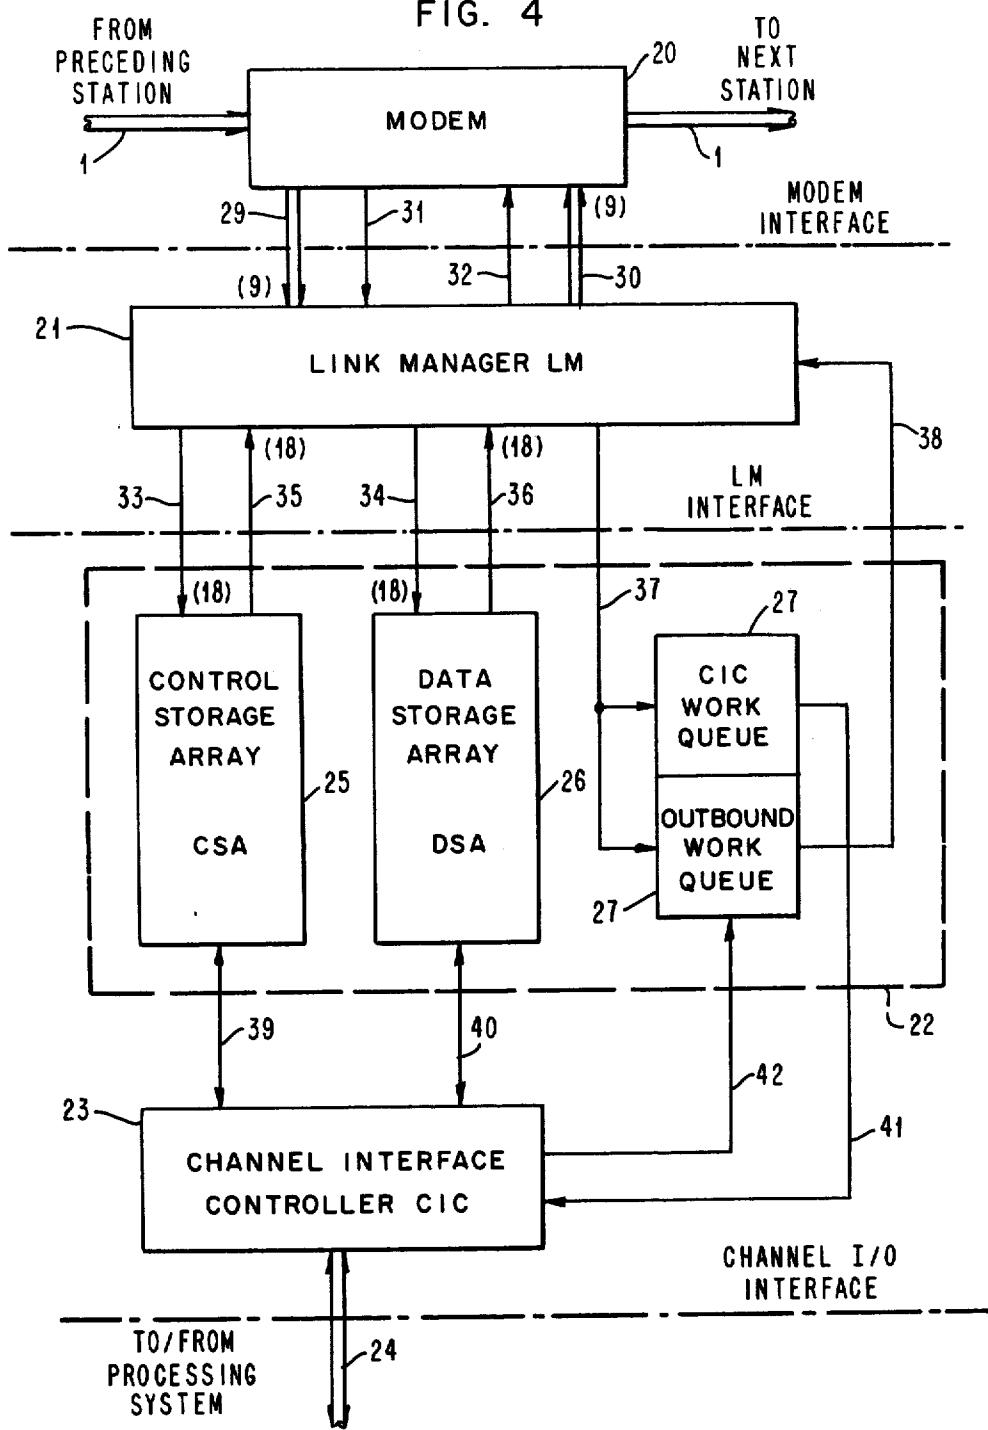 FIG. 4
FROM
PRECEDING
STATION
TO
NEXT
STATION
20
MODEM
1
1
MODEM
INTERFACE
29
31
(9)
(9)
32
30
21
LINK MANAGER LM
38
(18)
(18)
33
35
34
36
LM
INTERFACE
(18)
(18)
37
27
CONTROL
STORAGE
ARRAY
CSA
25
DATA
STORAGE
ARRAY
DSA
26
CIC
WORK
QUEUE
OUTBOUND
WORK
QUEUE
27
22
39
40
42
41
23
CHANNEL INTERFACE
CONTROLLER CIC
CHANNEL I/O
INTERFACE
TO/FROM
PROCESSING
SYSTEM
24